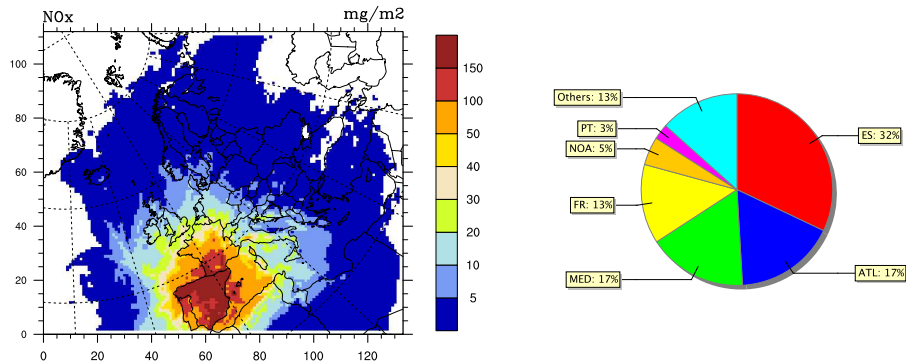 NOx mg/m2
100
80
60
40
20
0
0 20 40 60 80 100 120
150
100
50
40
30
20
10
5
Others: 13%
PT: 3%
NOA: 5%
FR: 13%
MED: 17%
ES: 32%
ATL: 17%